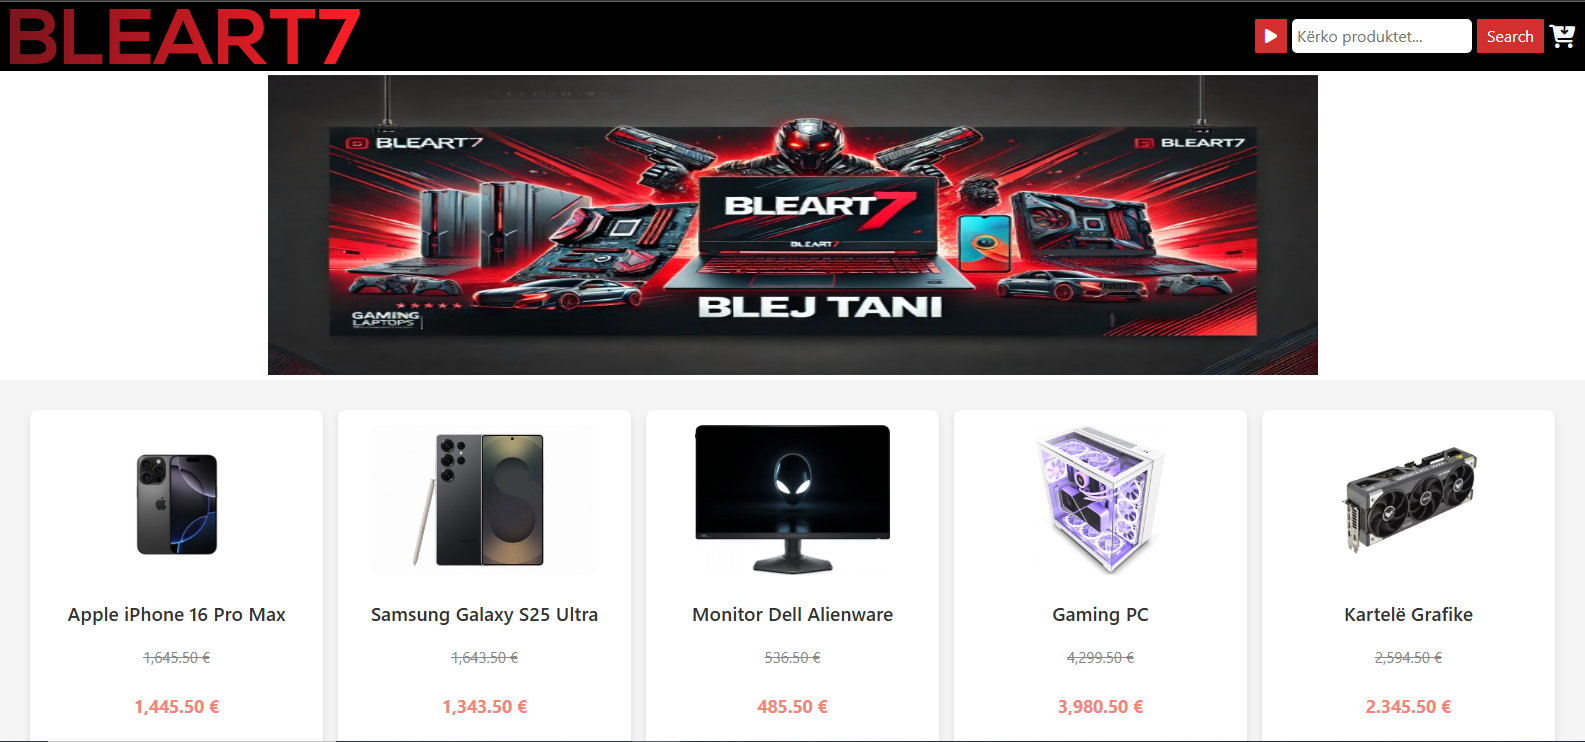 BLEART7
Kërko produktet...
Search
BLEART7
BLEART7
BLEART7
BLEART7
BLEJ TANI
GAMING
LAPTOPS
Apple iPhone 16 Pro Max
1,645.50 €
1,445.50 €
Samsung Galaxy S25 Ultra
1,643.50 €
1,343.50 €
Monitor Dell Alienware
536.50 €
485.50 €
Gaming PC
4,299.50 €
3,980.50 €
Kartelë Grafike
2,594.50 €
2.345.50 €